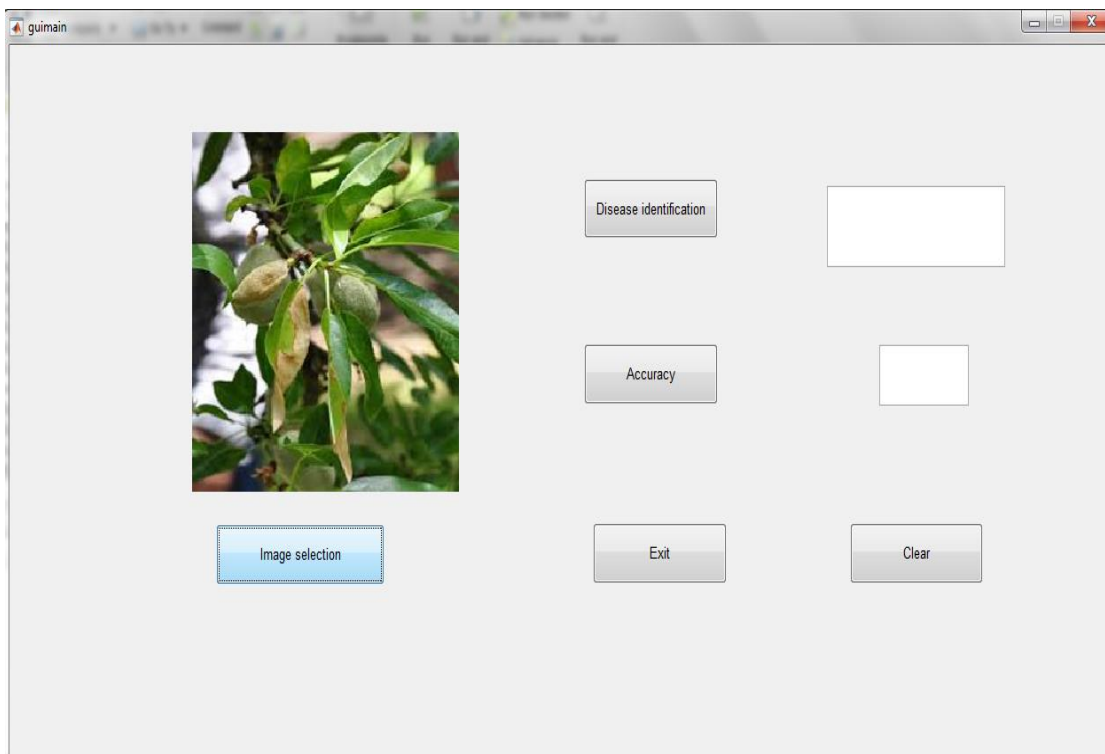 guimain
Disease identification
Accuracy
Image selection
Exit
Clear